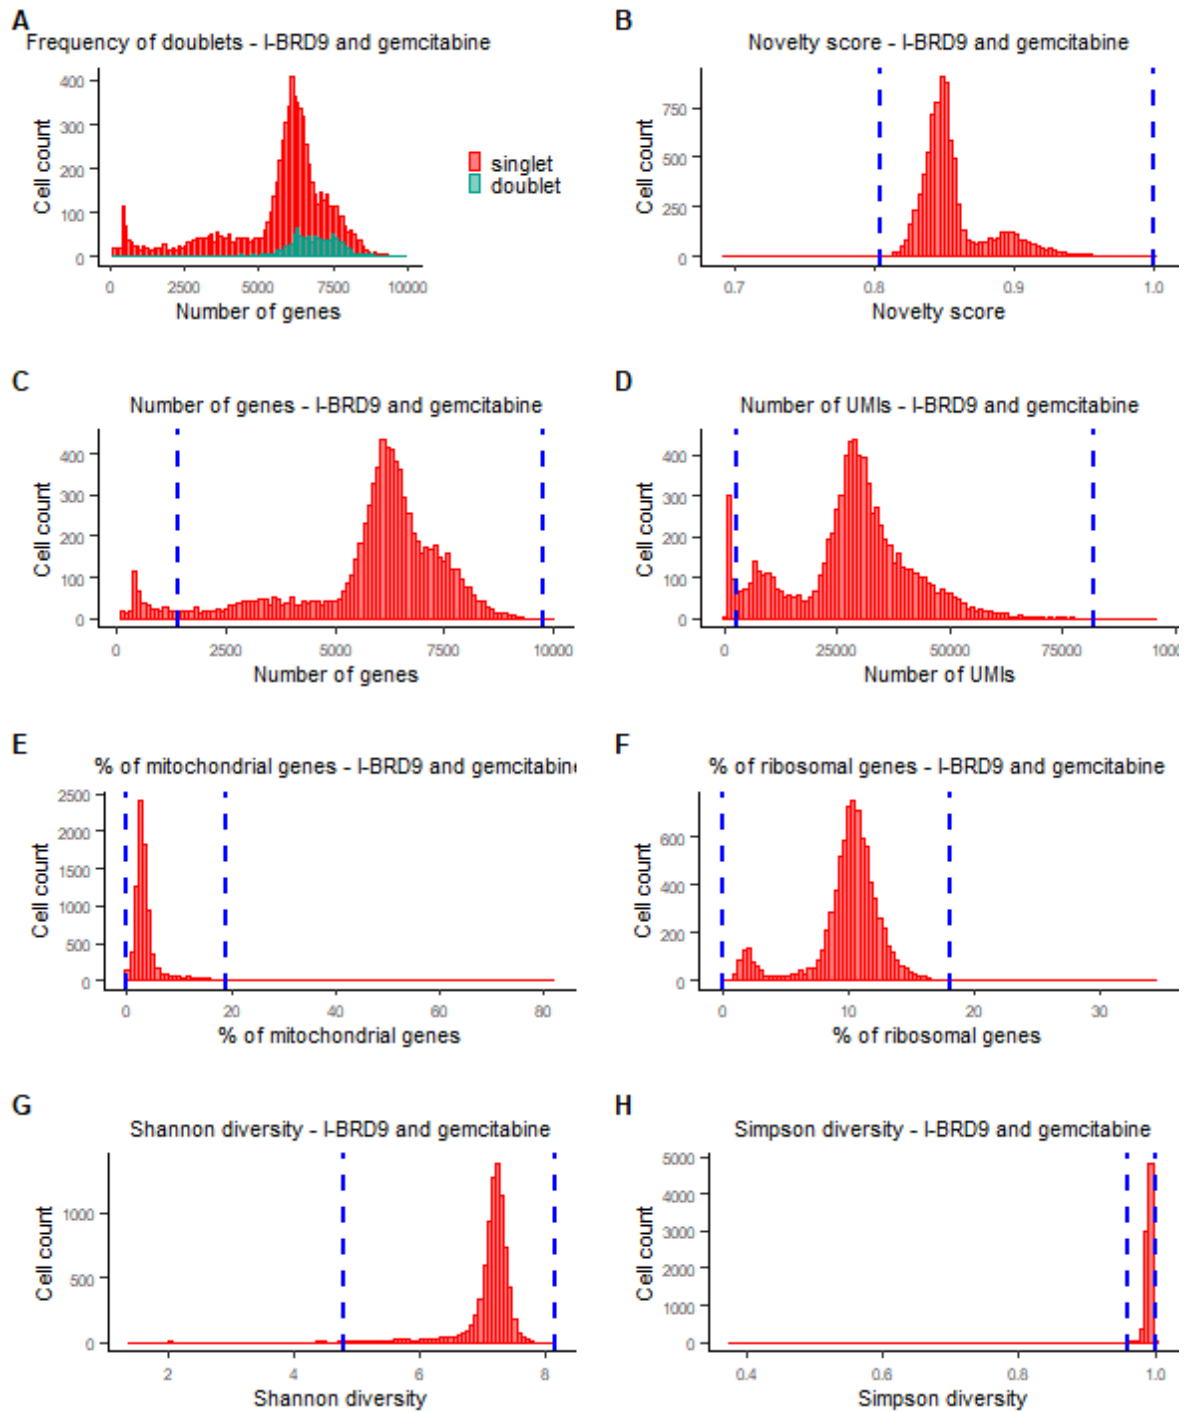 A
Frequency of doublets - I-BRD9 and gemcitabine
400
300
200
100
0
Cell count
0 2500 5000 7500 10000
Number of genes
singlet
doublet
B
Novelty score - I-BRD9 and gemcitabine
750
500
250
0
Cell count
0.7 0.8 0.9 1.0
Novelty score
C
Number of genes - I-BRD9 and gemcitabine
400
300
200
100
0
Cell count
0 2500 5000 7500 10000
Number of genes
D
Number of UMIs - I-BRD9 and gemcitabine
400
300
200
100
0
Cell count
0 25000 50000 75000 10000
Number of UMIs
E
% of mitochondrial genes - I-BRD9 and gemcitabin
2500
2000
1500
1000
500
0
Cell count
0 20 40 60 80
% of mitochondrial genes
F
% of ribosomal genes - I-BRD9 and gemcitabine
600
400
200
0
Cell count
0 10 20 30
% of ribosomal genes
G
Shannon diversity - I-BRD9 and gemcitabine
1000
500
0
Cell count
2 4 6 8
Shannon diversity
H
Simpson diversity - I-BRD9 and gemcitabine
5000
4000
3000
2000
1000
0
Cell count
0.4 0.6 0.8 1.0
Simpson diversity